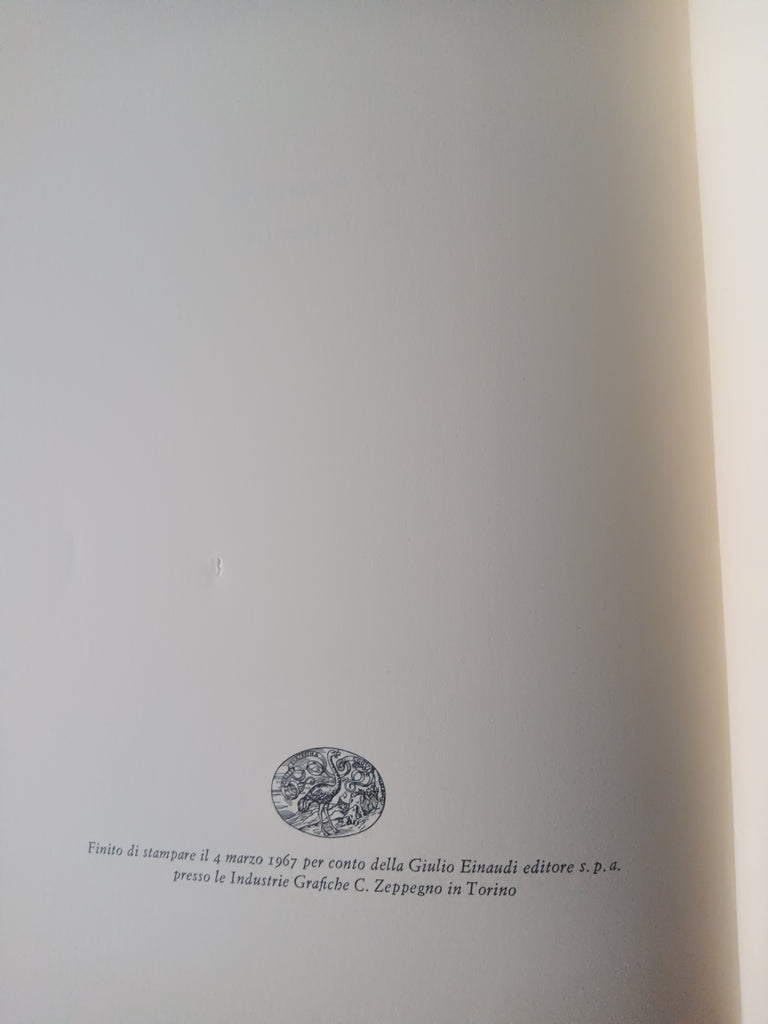 Finito di stampare il 4 marzo 1967 per conto della Giulio Einaudi editore s. p. a.
presso le Industrie Grafiche C. Zeppegno in Torino